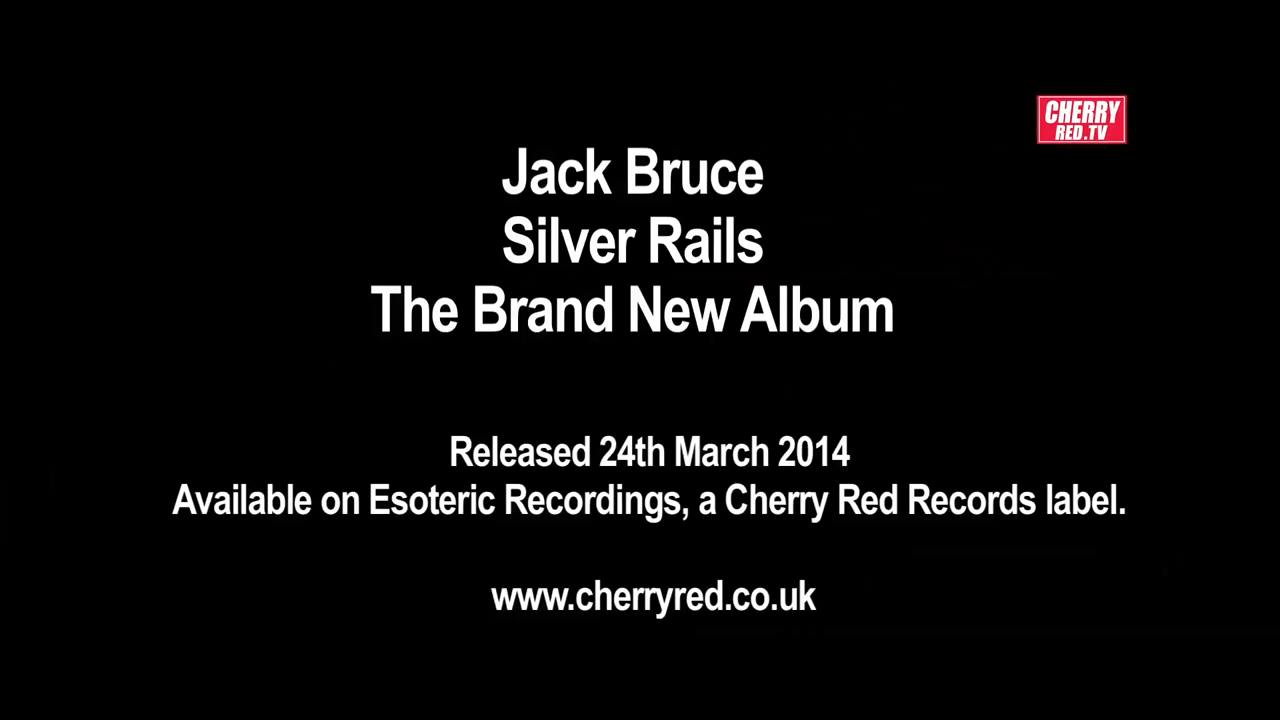 CHERRY
RED.TV
Jack Bruce
Silver Rails
The Brand New Album
Released 24th March 2014
Available on Esoteric Recordings, a Cherry Red Records label.
www.cherryred.co.uk